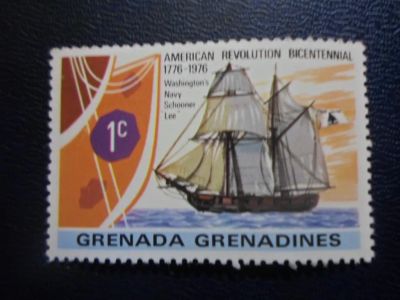 AMERICAN REVOLUTION BICENTENNIAL
1776-1976
Washington's
Navy
Schooner
Lee
1c
GRENADA GRENADINES